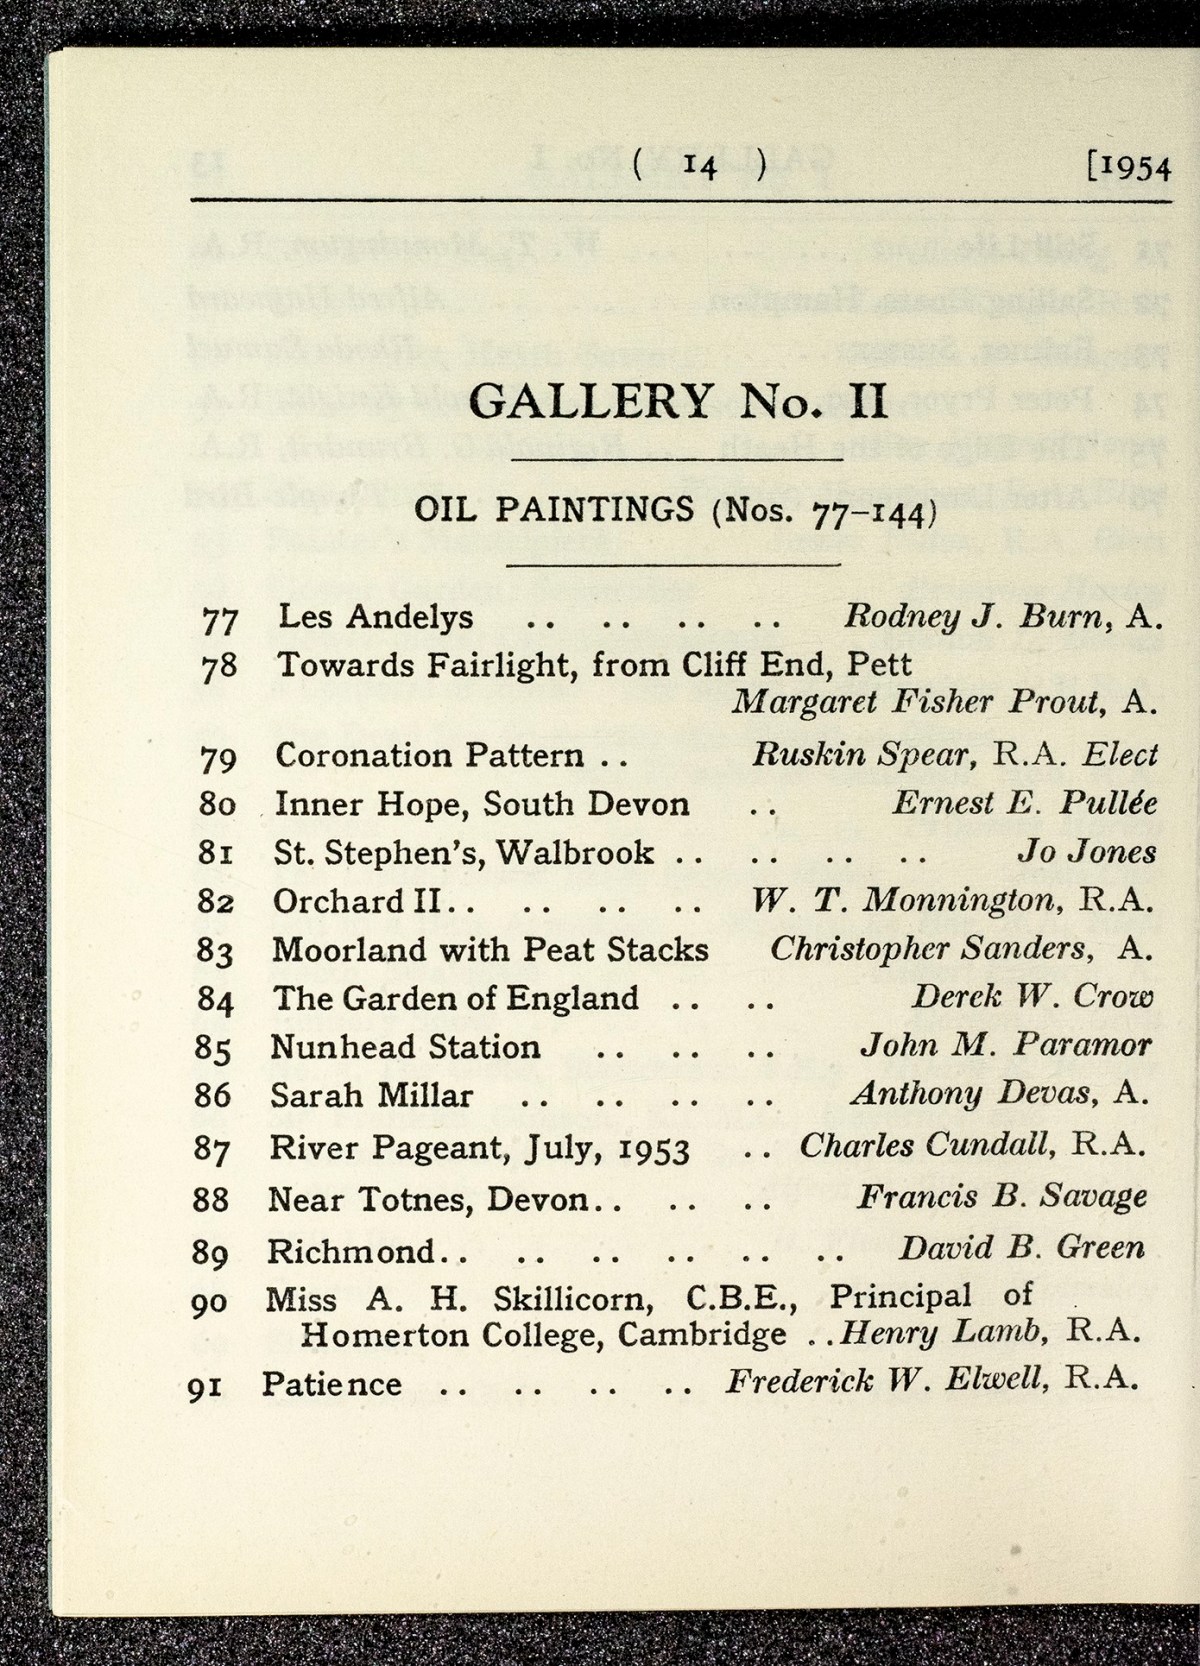 ( 14 ) [1954
GALLERY No. II
OIL PAINTINGS (Nos. 77–144)
77 Les Andelys .. .. .. .. Rodney J. Burn, A.
78 Towards Fairlight, from Cliff End, Pett
Margaret Fisher Prout, A.
79 Coronation Pattern .. Ruskin Spear, R.A. Elect
80 Inner Hope, South Devon .. Ernest E. Pullée
81 St. Stephen's, Walbrook .. .. .. .. Jo Jones
82 Orchard II .. .. .. .. W. T. Monnington, R.A.
83 Moorland with Peat Stacks Christopher Sanders, A.
84 The Garden of England .. .. Derek W. Crow
85 Nunhead Station .. .. .. John M. Paramor
86 Sarah Millar .. .. .. .. Anthony Devas, A.
87 River Pageant, July, 1953 .. Charles Cundall, R.A.
88 Near Totnes, Devon .. .. .. Francis B. Savage
89 Richmond .. .. .. .. .. .. David B. Green
90 Miss A. H. Skillicorn, C.B.E., Principal of
Homerton College, Cambridge .. Henry Lamb, R.A.
91 Patience .. .. .. .. Frederick W. Elwell, R.A.